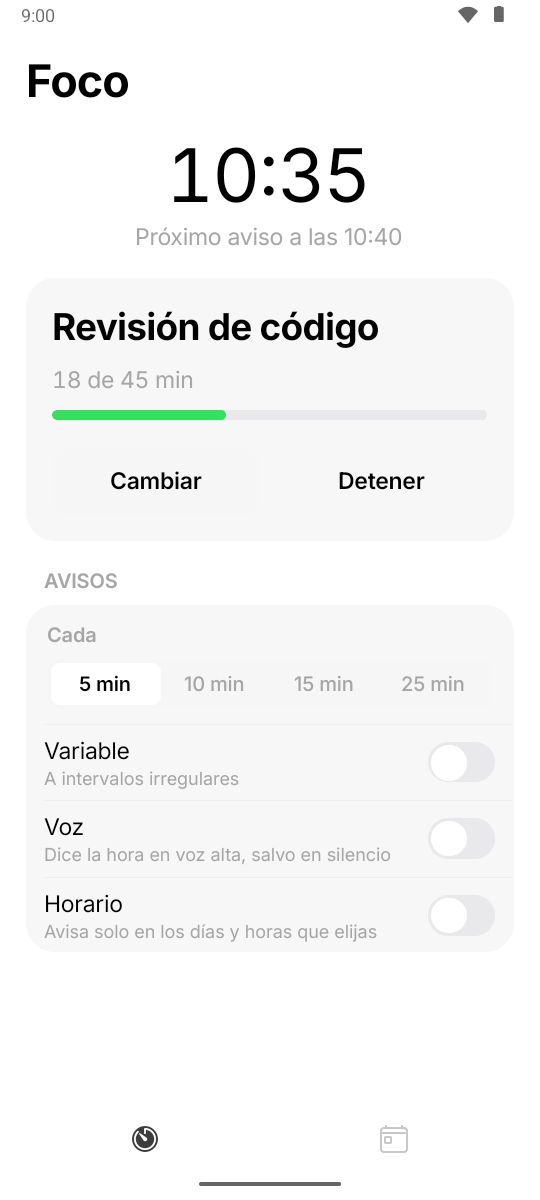 9:00
Foco
10:35
Próximo aviso a las 10:40
Revisión de código
18 de 45 min
Cambiar
Detener
AVISOS
Cada
5 min
10 min
15 min
25 min
Variable
A intervalos irregulares
Voz
Dice la hora en voz alta, salvo en silencio
Horario
Avisa solo en los días y horas que elijas